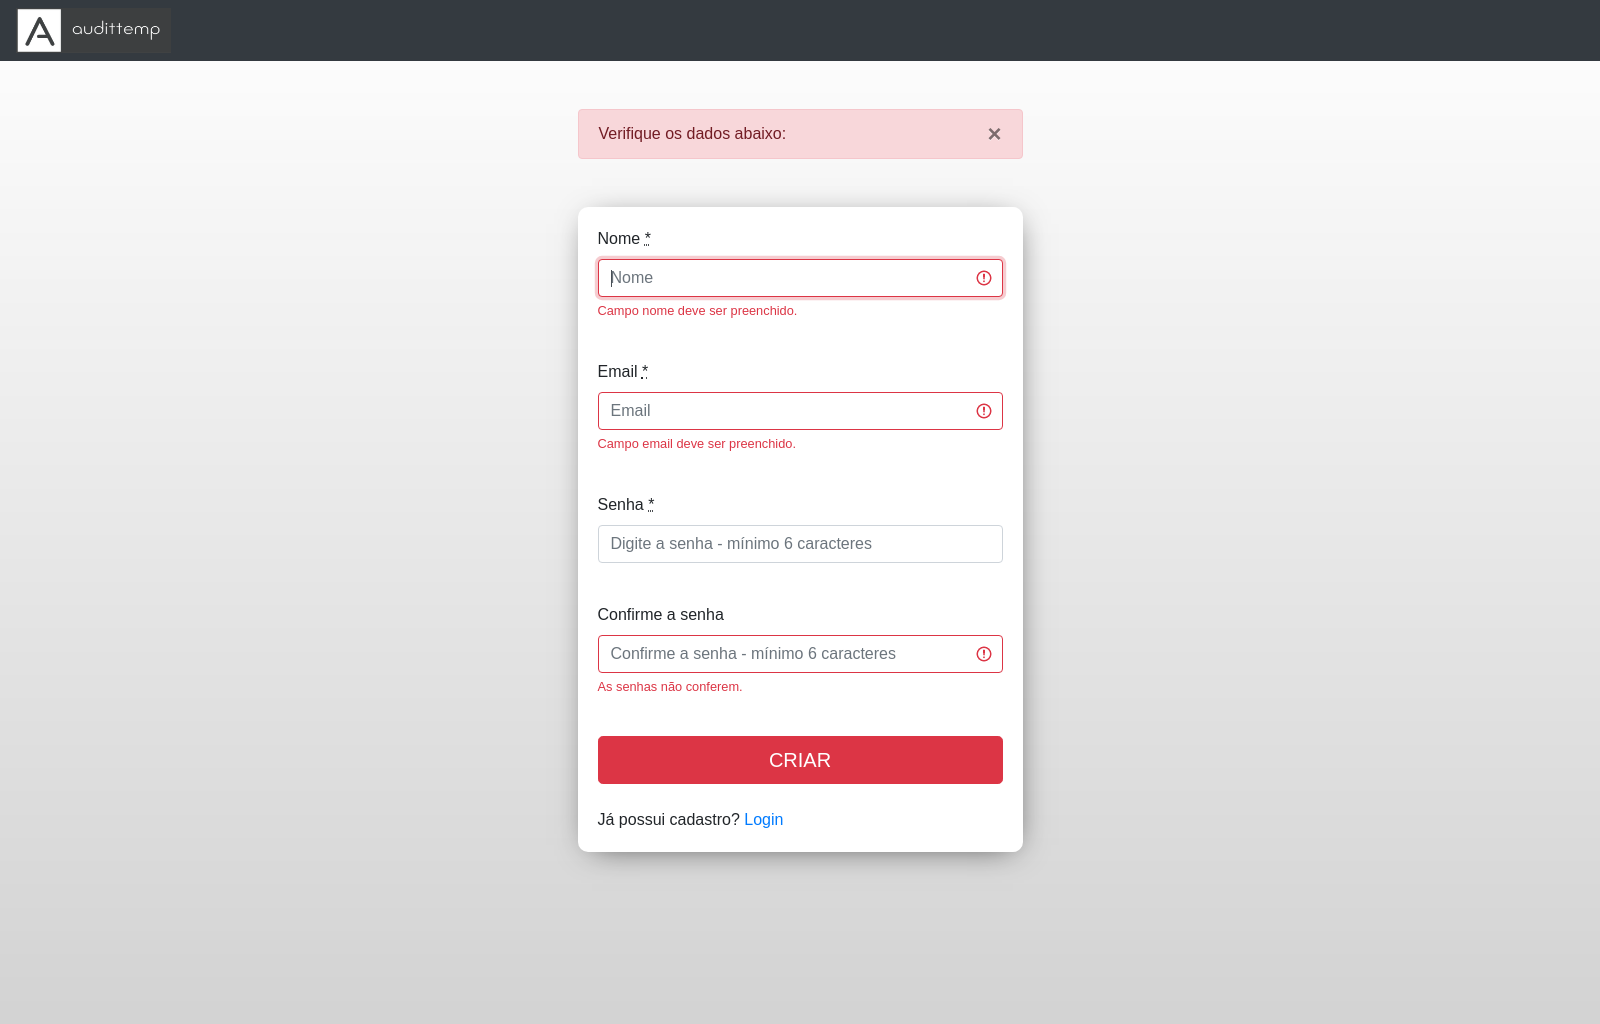 A audittemp
Verifique os dados abaixo: ×
Nome *
Nome
Campo nome deve ser preenchido.
Email *
Email
Campo email deve ser preenchido.
Senha *
Digite a senha - mínimo 6 caracteres
Confirme a senha
Confirme a senha - mínimo 6 caracteres
As senhas não conferem.
CRIAR
Já possui cadastro? Login